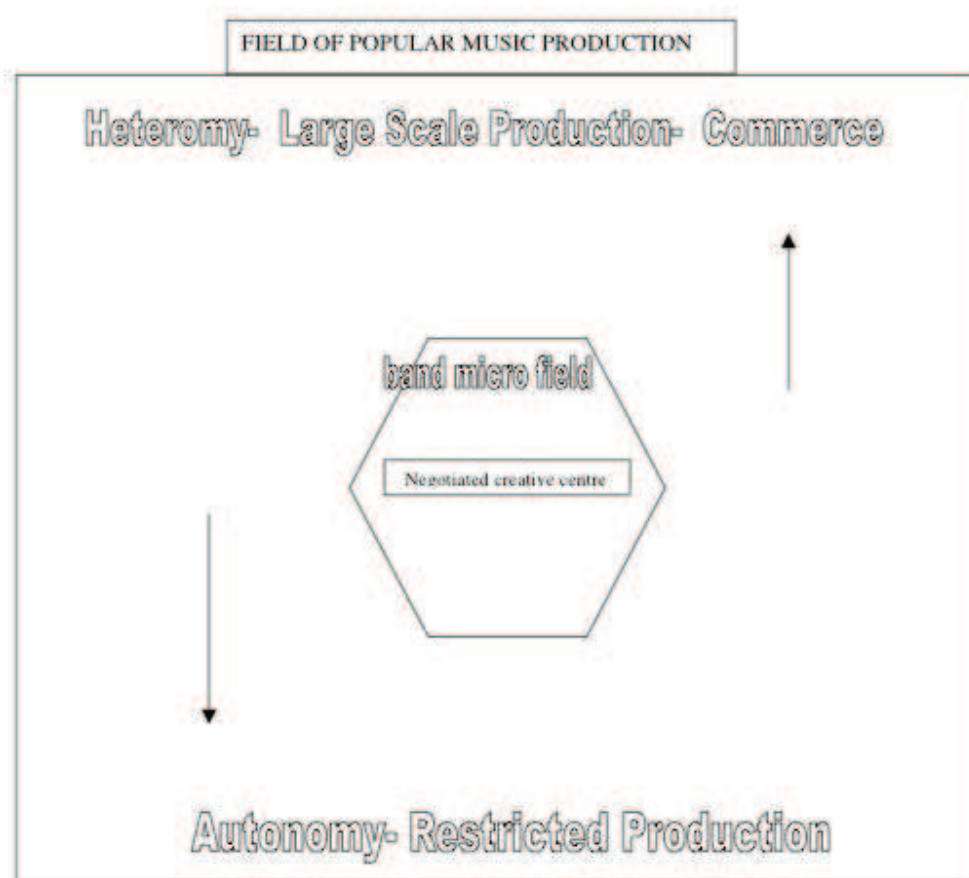 FIELD OF POPULAR MUSIC PRODUCTION
Heteromy- Large Scale Production- Commerce
band micro field
Negotiated creative centre
Autonomy- Restricted Production